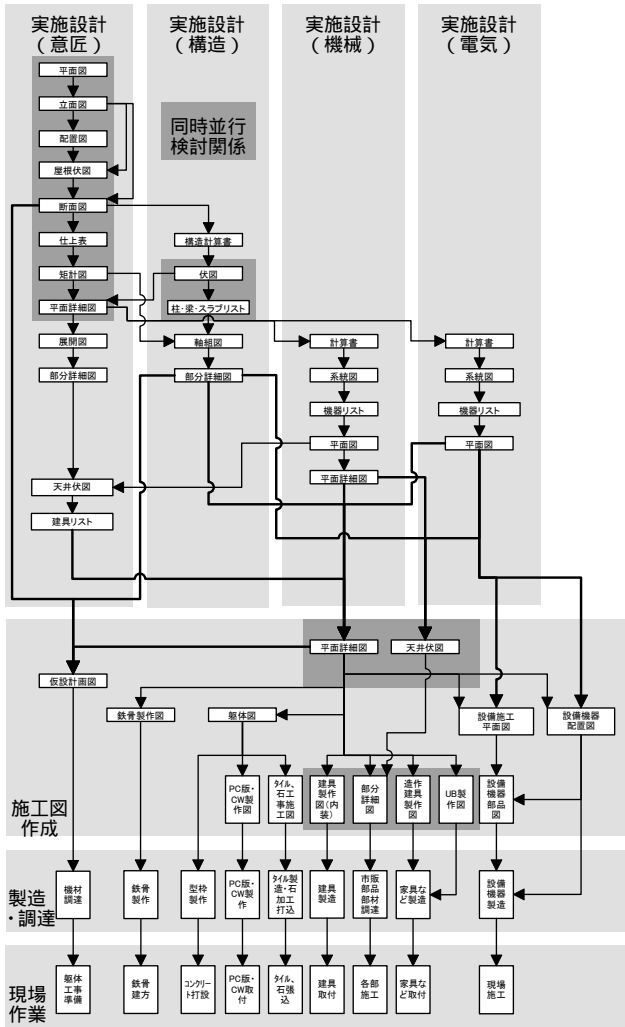 実施設計
(意匠)
実施設計
(構造)
実施設計
(機械)
実施設計
(電気)
同時並行
検討関係
平面図
立面図
配置図
屋根伏図
断面図
仕上表
矩計図
平面詳細図
展開図
部分詳細図
天井伏図
建具リスト
構造計算書
伏図
柱・梁・スラブリスト
軸組図
部分詳細図
計算書
系統図
機器リスト
平面図
平面詳細図
計算書
系統図
機器リスト
平面図
施工図
作成
平面詳細図
天井伏図
仮設計画図
鉄骨製作図
躯体図
設備施工
平面図
設備機器
配置図
PC版・
CW製
作図
タイル、
石工
事施
工図
建具
製作
図(内
装)
部分
詳細
図
造作
建具
製作
図
UB製
作図
設備
機器
部品
図
製造
・調達
機材
調達
鉄骨
製作
型枠
製作
PC版・
CW製
作
タイル製
造・石
加工
打込
建具
製造
市販
部品
部材
調達
家具な
ど製造
設備
機器
製造
現場
作業
躯体
工事
準備
鉄骨
建方
コンクリー
ト打設
PC版・
CW取
付
タイル、
石張
込
建具
取付
各部
施工
家具な
ど取付
現場
施工